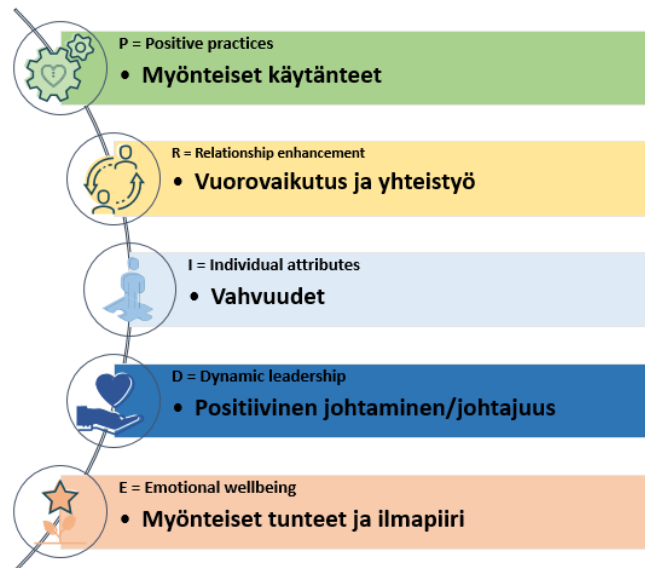 P = Positive practices
• Myönteiset käytänteet
R = Relationship enhancement
• Vuorovaikutus ja yhteistyö
I = Individual attributes
• Vahvuudet
D = Dynamic leadership
• Positiivinen johtaminen/johtajuus
E = Emotional wellbeing
• Myönteiset tunteet ja ilmapiiri